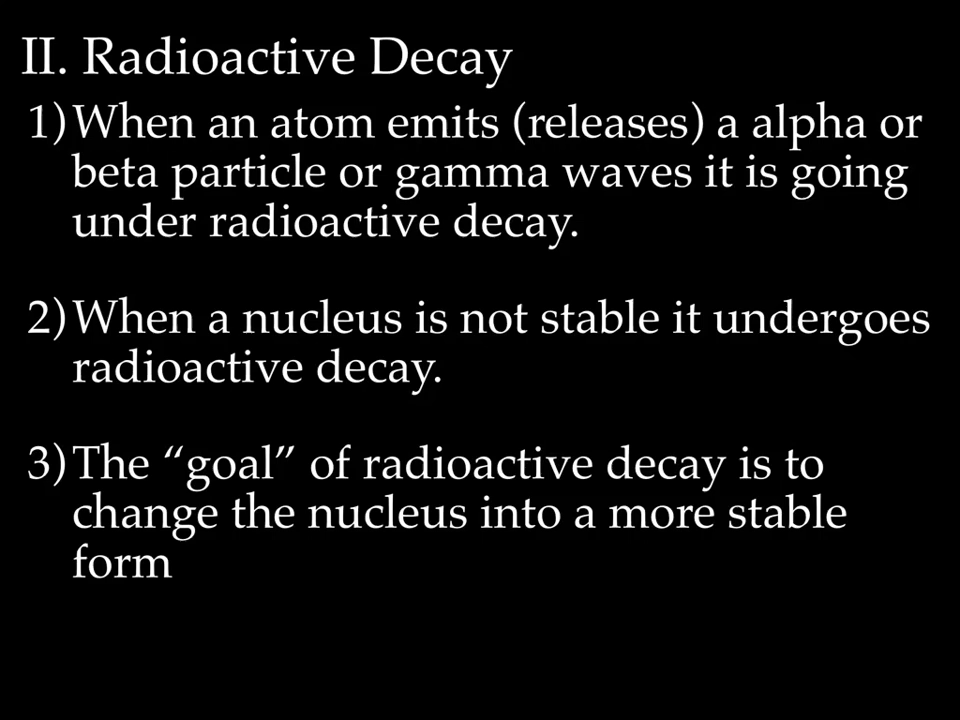 II. Radioactive Decay
1) When an atom emits (releases) a alpha or
beta particle or gamma waves it is going
under radioactive decay.
2) When a nucleus is not stable it undergoes
radioactive decay.
3) The “goal” of radioactive decay is to
change the nucleus into a more stable
form